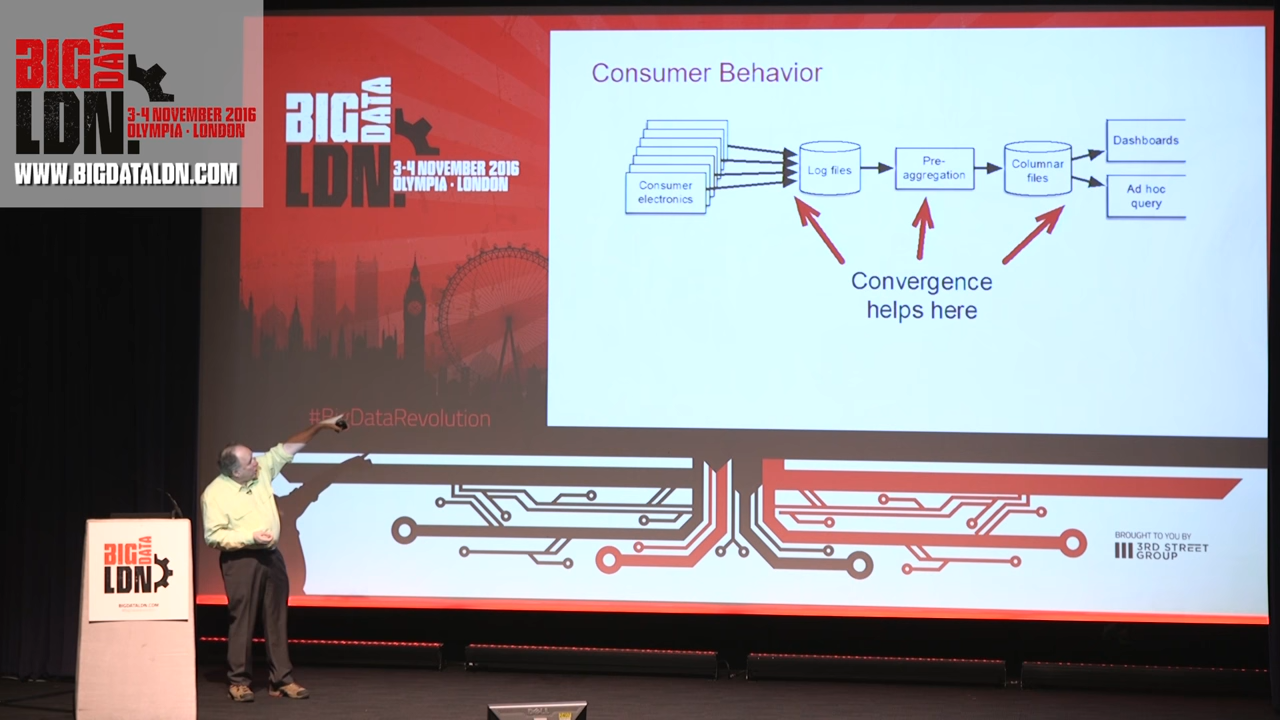 BIG DATA
LDN.
3-4 NOVEMBER 2016
OLYMPIA · LONDON
WWW.BIGDATALDN.COM
BIG DATA
LDN.
3-4 NOVEMBER 2016
OLYMPIA · LONDON
Consumer Behavior
Consumer
electronics
Log files
Pre-
aggregation
Columnar
files
Dashboards
Ad hoc
query
Convergence
helps here
#BigDataRevolution
BROUGHT TO YOU BY
3RD STREET
GROUP
BIG DATA
LDN
BIGDATALDN.COM